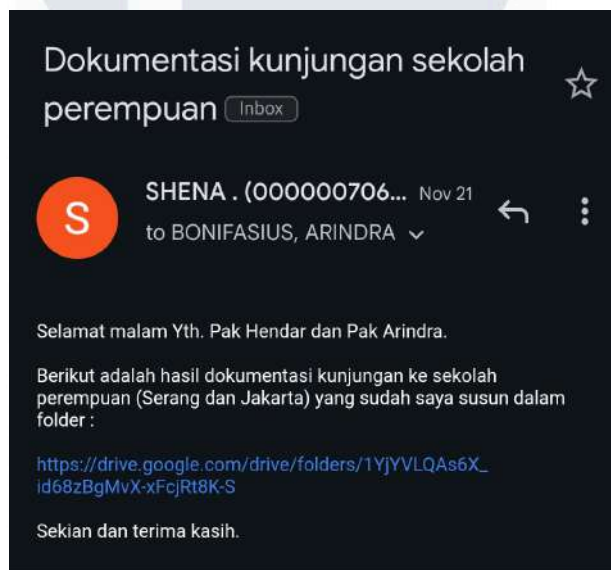 Dokumentasi kunjungan sekolah
perempuan Inbox
S
SHENA . (000000706... Nov 21
to BONIFASIUS, ARINDRA
Selamat malam Yth. Pak Hendar dan Pak Arindra.
Berikut adalah hasil dokumentasi kunjungan ke sekolah
perempuan (Serang dan Jakarta) yang sudah saya susun dalam
folder :
https://drive.google.com/drive/folders/1YjYVLQAs6X_
id68zBgMvX-xFcjRt8K-S
Sekian dan terima kasih.